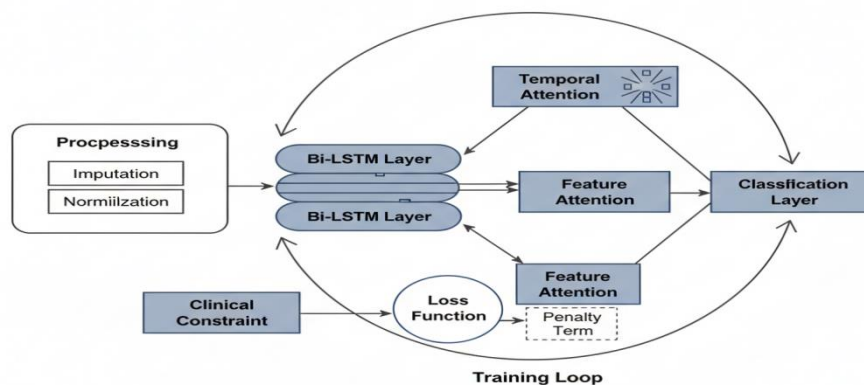 Procpesssing
Imputation
Normiilzation
Bi-LSTM Layer
Bi-LSTM Layer
Temporal
Attention
Feature
Attention
Classfication
Layer
Feature
Attention
Clinical
Constraint
Loss
Function
Penalty
Term
Training Loop